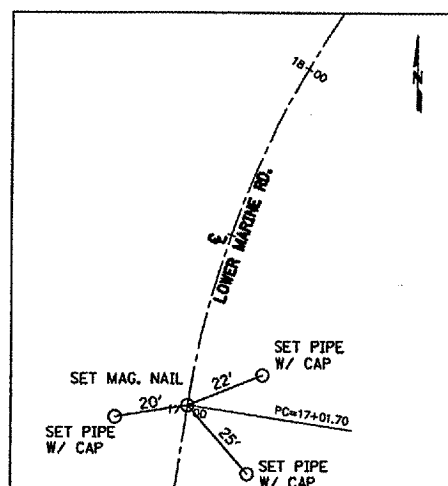 N
18+00
℄
LOWER MARINE RD.
SET PIPE
W/ CAP
SET MAG. NAIL
22'
20'
17+00
PC=17+01.70
SET PIPE
W/ CAP
25'
SET PIPE
W/ CAP